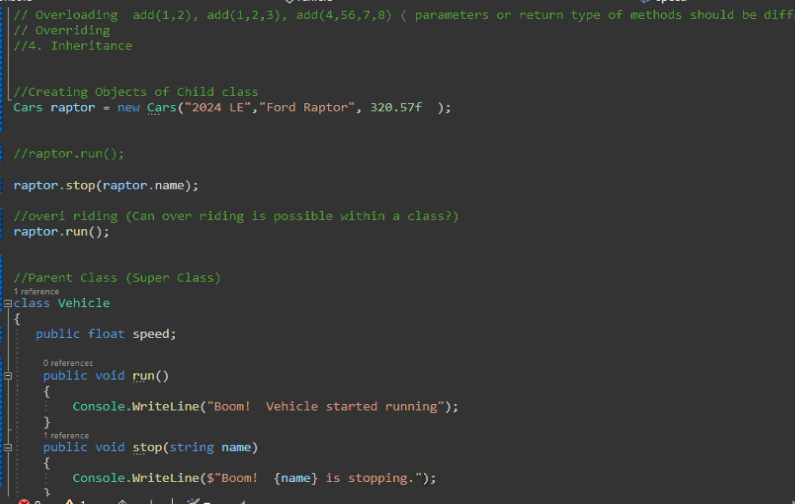 // Overloading  add(1,2), add(1,2,3), add(4,56,7,8) ( parameters or return type of methods should be diff
// Overriding
//4. Inheritance
//Creating Objects of Child class
Cars raptor = new Cars("2024 LE","Ford Raptor", 320.57f  );
//raptor.run();
raptor.stop(raptor.name);
//overi riding (Can over riding is possible within a class?)
raptor.run();
//Parent Class (Super Class)
1 reference
class Vehicle
{
public float speed;
0 references
public void run()
{
Console.WriteLine("Boom!  Vehicle started running");
}
1 reference
public void stop(string name)
{
Console.WriteLine($"Boom!  {name} is stopping.");
}